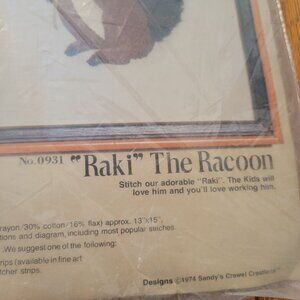 No. 0931 "Raki" The Racoon
Stitch our adorable "Raki". The Kids will
love him and you'll love working him.
rayon/30% cotton/16% flax) approx. 13"x15",
tions and diagram, including most popular stitches.
. We suggest one of the following:
rips (available in fine art
tcher strips.
Designs ©1974 Sandy's Crewel Creations